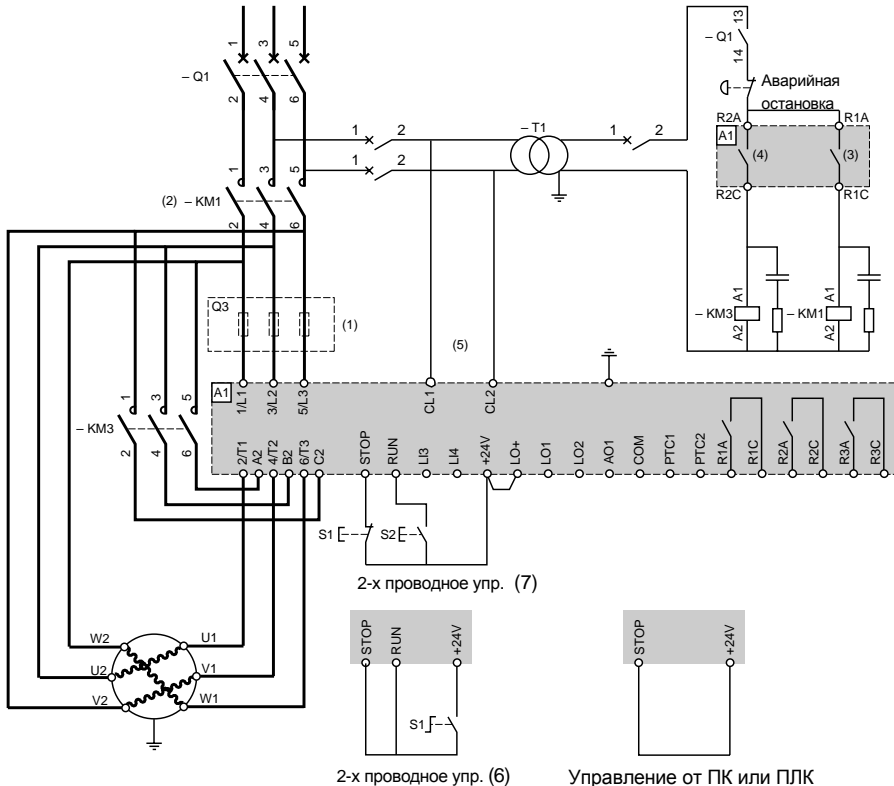 1 3 5
– Q1
2 4 6
13
– Q1
14
Аварийная
остановка
1 2
– T1
1 2
1 2
R2A R1A
A1
(4) (3)
R2C R1C
1 3 5
(2) – KM1
2 4 6
A1 A1
– KM3 – KM1
A2 A2
Q3
(1)
(5)
A1
1/L1 3/L2 5/L3 CL1 CL2
1 3 5
– KM3
2 4 6
2/T1 A2 4/T2 B2 6/T3 C2 STOP RUN LI3 LI4 +24V LO+ LO1 LO2 AO1 COM PTC1 PTC2 R1A R1C R2A R2C R3A R3C
S1 S2
2-х проводное упр. (7)
W2 U1
U2 V1
V2 W1
STOP RUN +24V
S1
2-х проводное упр. (6)
STOP +24V
Управление от ПК или ПЛК